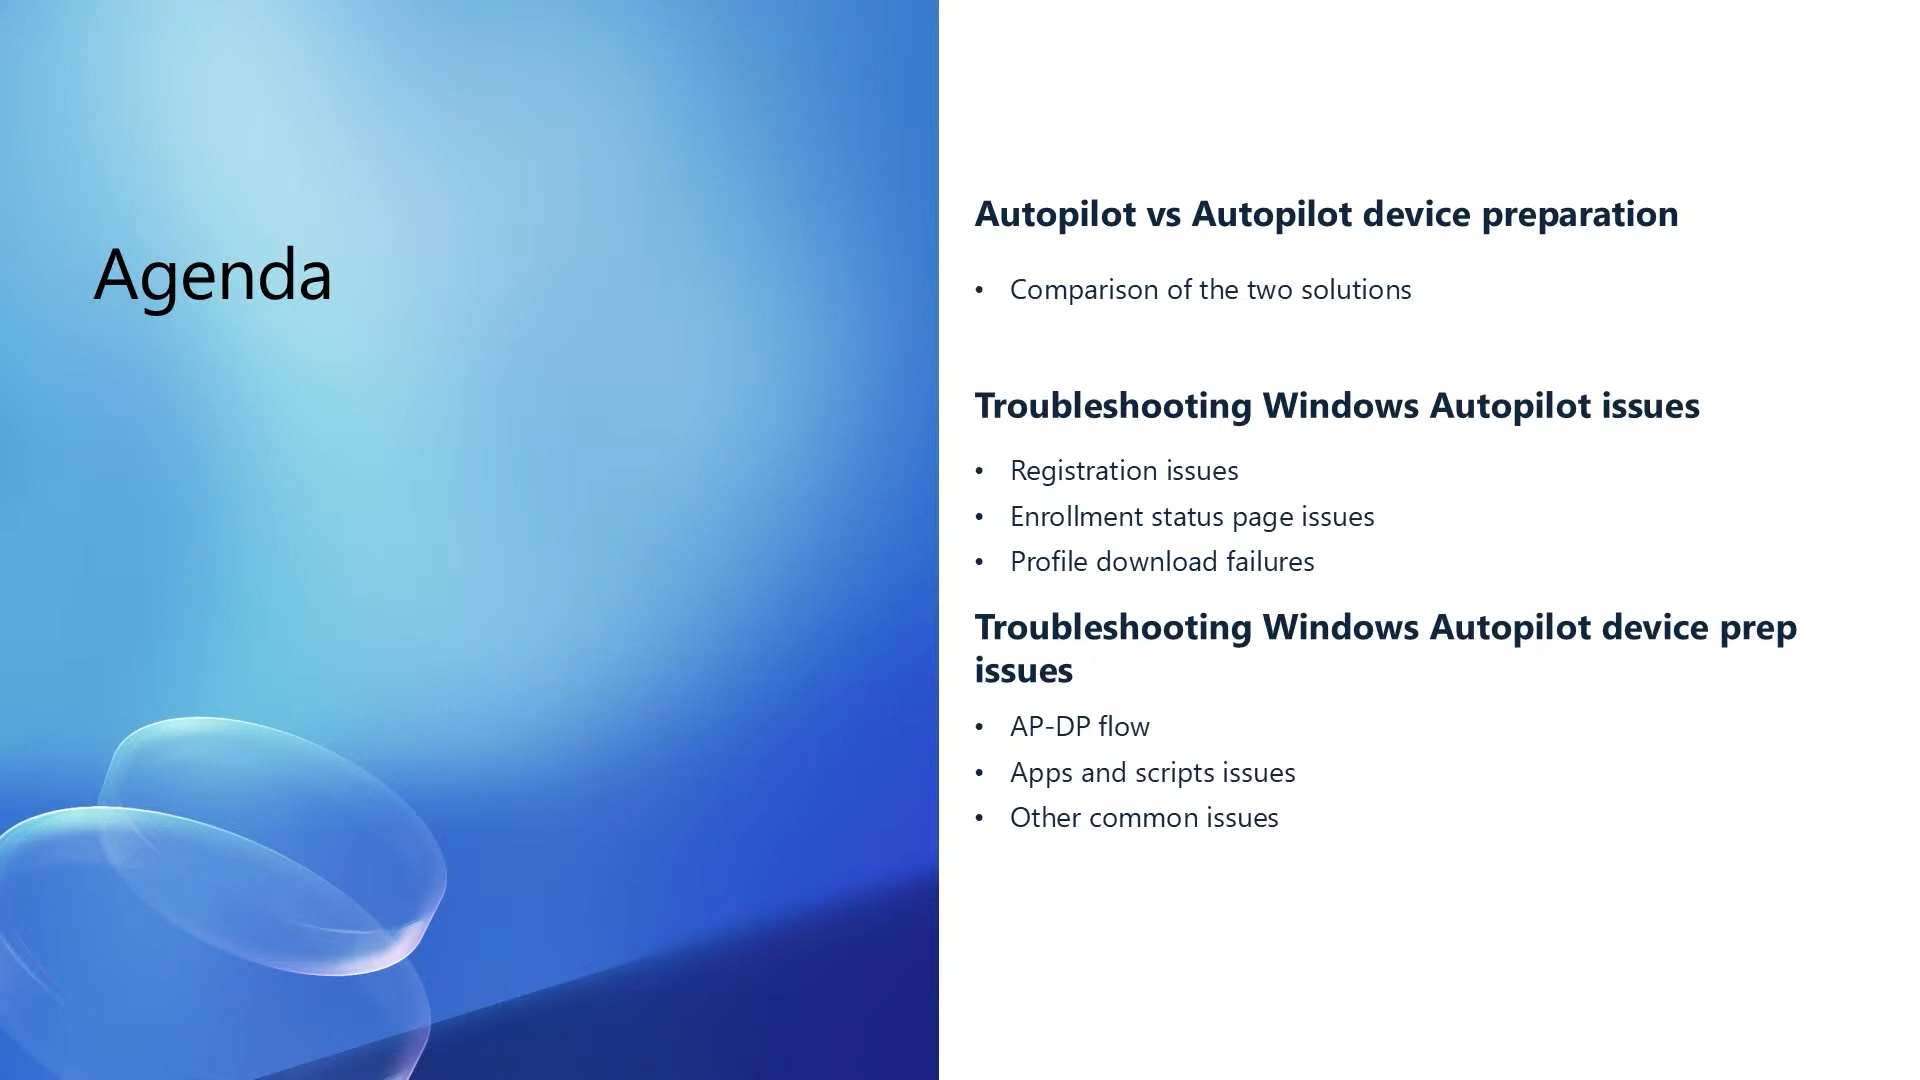 Agenda
Autopilot vs Autopilot device preparation
• Comparison of the two solutions
Troubleshooting Windows Autopilot issues
• Registration issues
• Enrollment status page issues
• Profile download failures
Troubleshooting Windows Autopilot device prep
issues
• AP-DP flow
• Apps and scripts issues
• Other common issues